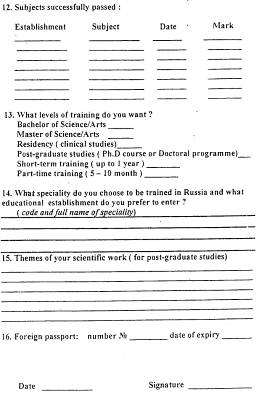 12. Subjects successfully passed :
Establishment Subject Date Mark
13. What levels of training do you want ?
Bachelor of Science/Arts
Master of Science/Arts
Residency ( clinical studies)
Post-graduate studies ( Ph.D course or Doctoral programme)
Short-term training ( up to 1 year )
Part-time training ( 5 – 10 month )
14. What speciality do you choose to be trained in Russia and what
educational establishment do you prefer to enter ?
( code and full name of speciality)
15. Themes of your scientific work ( for post-graduate studies)
16. Foreign passport: number № date of expiry
Date Signature